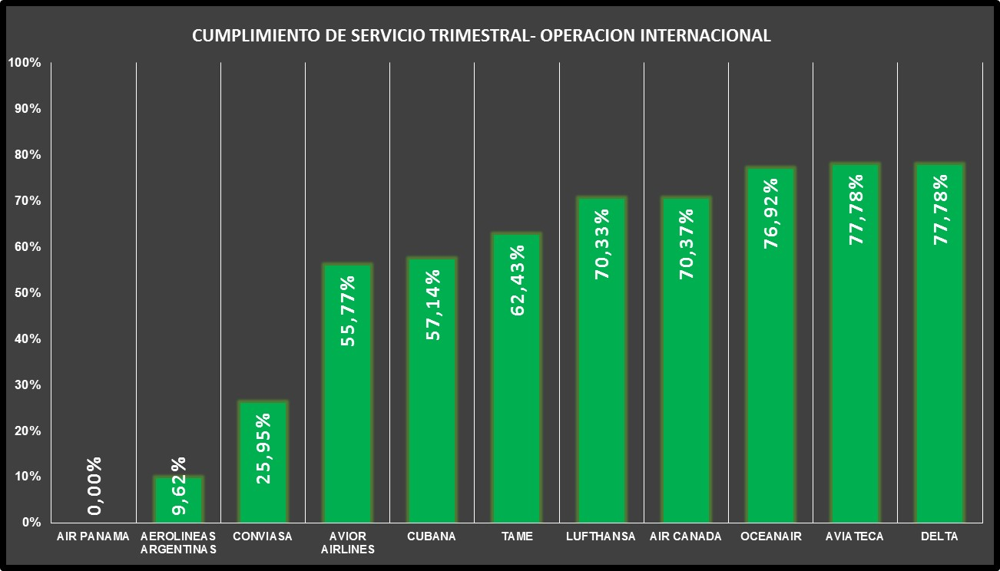 CUMPLIMIENTO DE SERVICIO TRIMESTRAL- OPERACION INTERNACIONAL
100%
90%
80%
70%
60%
50%
40%
30%
20%
10%
0%
0,00%
9,62%
25,95%
55,77%
57,14%
62,43%
70,33%
70,37%
76,92%
77,78%
77,78%
AIR PANAMA
AEROLINEAS
ARGENTINAS
CONVIASA
AVIOR
AIRLINES
CUBANA
TAME
LUFTHANSA
AIR CANADA
OCEANAIR
AVIATECA
DELTA